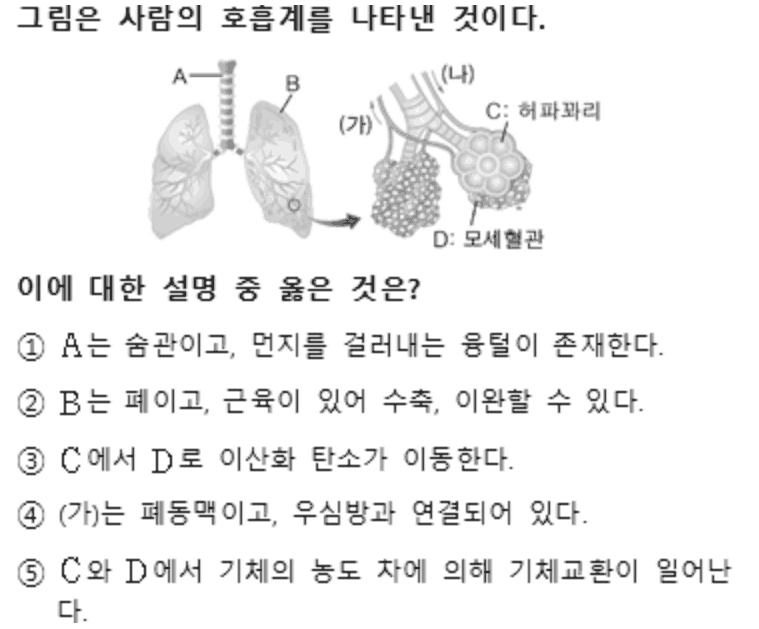 그림은 사람의 호흡계를 나타낸 것이다.
A
B
(나)
(가)
C: 허파꽈리
D: 모세혈관
이에 대한 설명 중 옳은 것은?
① A는 숨관이고, 먼지를 걸러내는 융털이 존재한다.
② B는 폐이고, 근육이 있어 수축, 이완할 수 있다.
③ C에서 D로 이산화 탄소가 이동한다.
④ (가)는 폐동맥이고, 우심방과 연결되어 있다.
⑤ C와 D에서 기체의 농도 차에 의해 기체교환이 일어난
다.